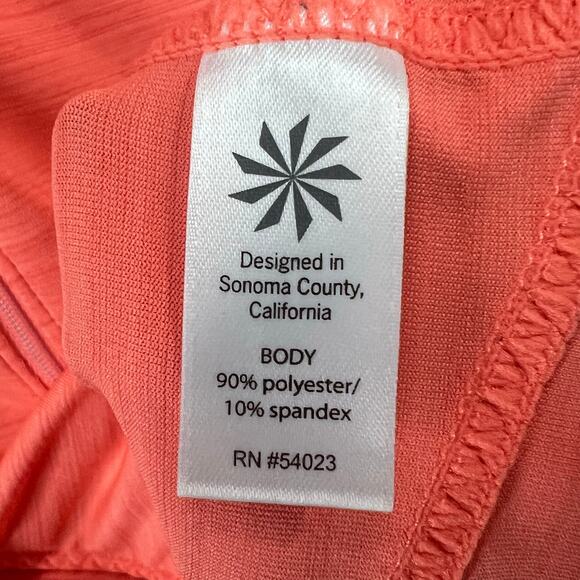 Designed in
Sonoma County,
California
BODY
90% polyester/
10% spandex
RN #54023